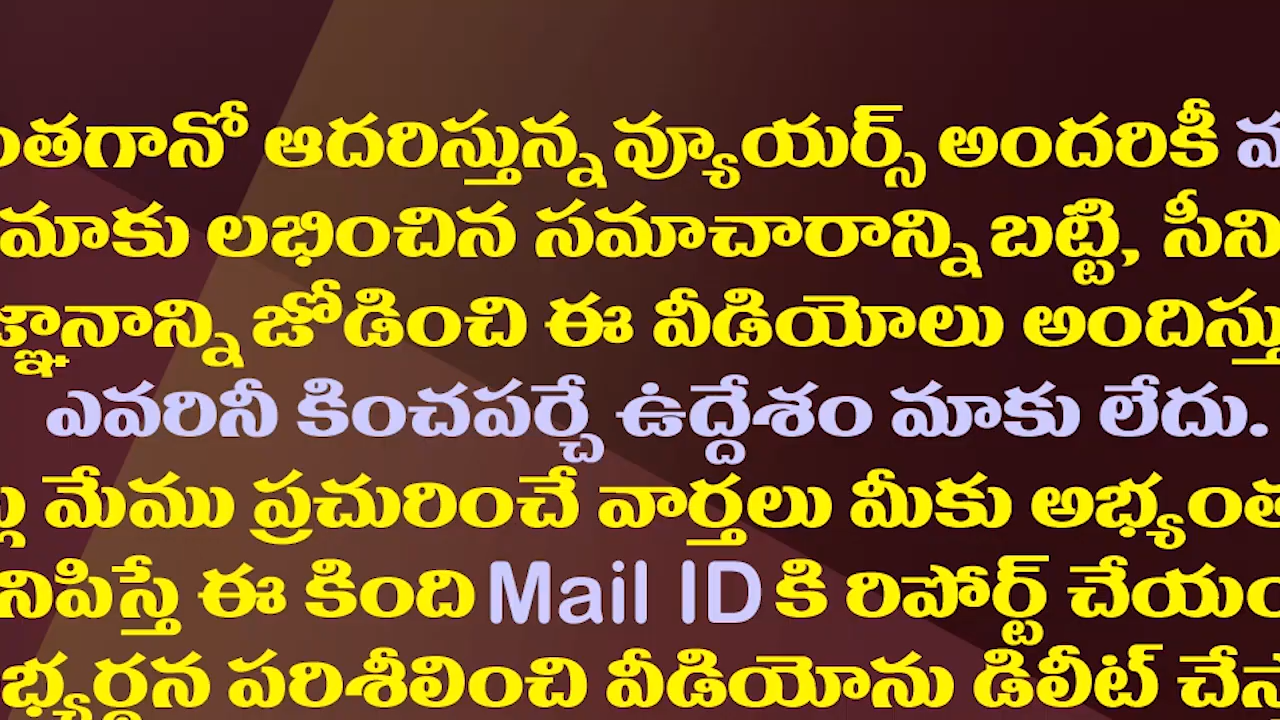 ంతగానో ఆదరిస్తున్న వ్యూయర్స్ అందరికీ
మాకు లభించిన సమాచారాన్ని బట్టి, సీని
జ్ఞానాన్ని జోడించి ఈ వీడియోలు అందిస్తు
ఎవరినీ కించపర్చే ఉద్దేశం మాకు లేదు.
మేము ప్రచురించే వార్తలు మీకు అభ్యంత
నిపిస్తే ఈ కింది Mail ID కి రిపోర్ట్ చేయం
భ్యర్థన పరిశీలించి వీడియోను డిలీట్ చేస